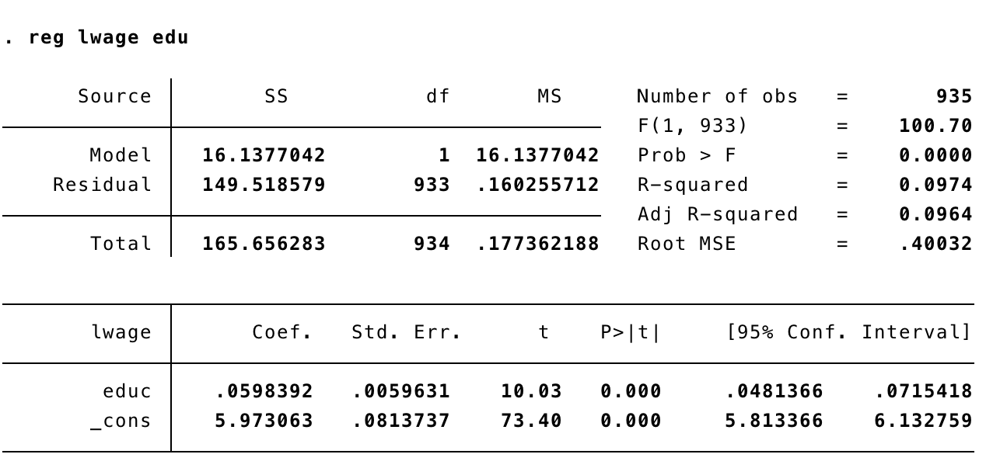 . reg lwage edu
Source SS df MS Number of obs = 935
F(1, 933) = 100.70
Model 16.1377042 1 16.1377042 Prob > F = 0.0000
Residual 149.518579 933 .160255712 R-squared = 0.0974
Adj R-squared = 0.0964
Total 165.656283 934 .177362188 Root MSE = .40032
lwage Coef. Std. Err. t P>|t| [95% Conf. Interval]
educ .0598392 .0059631 10.03 0.000 .0481366 .0715418
_cons 5.973063 .0813737 73.40 0.000 5.813366 6.132759